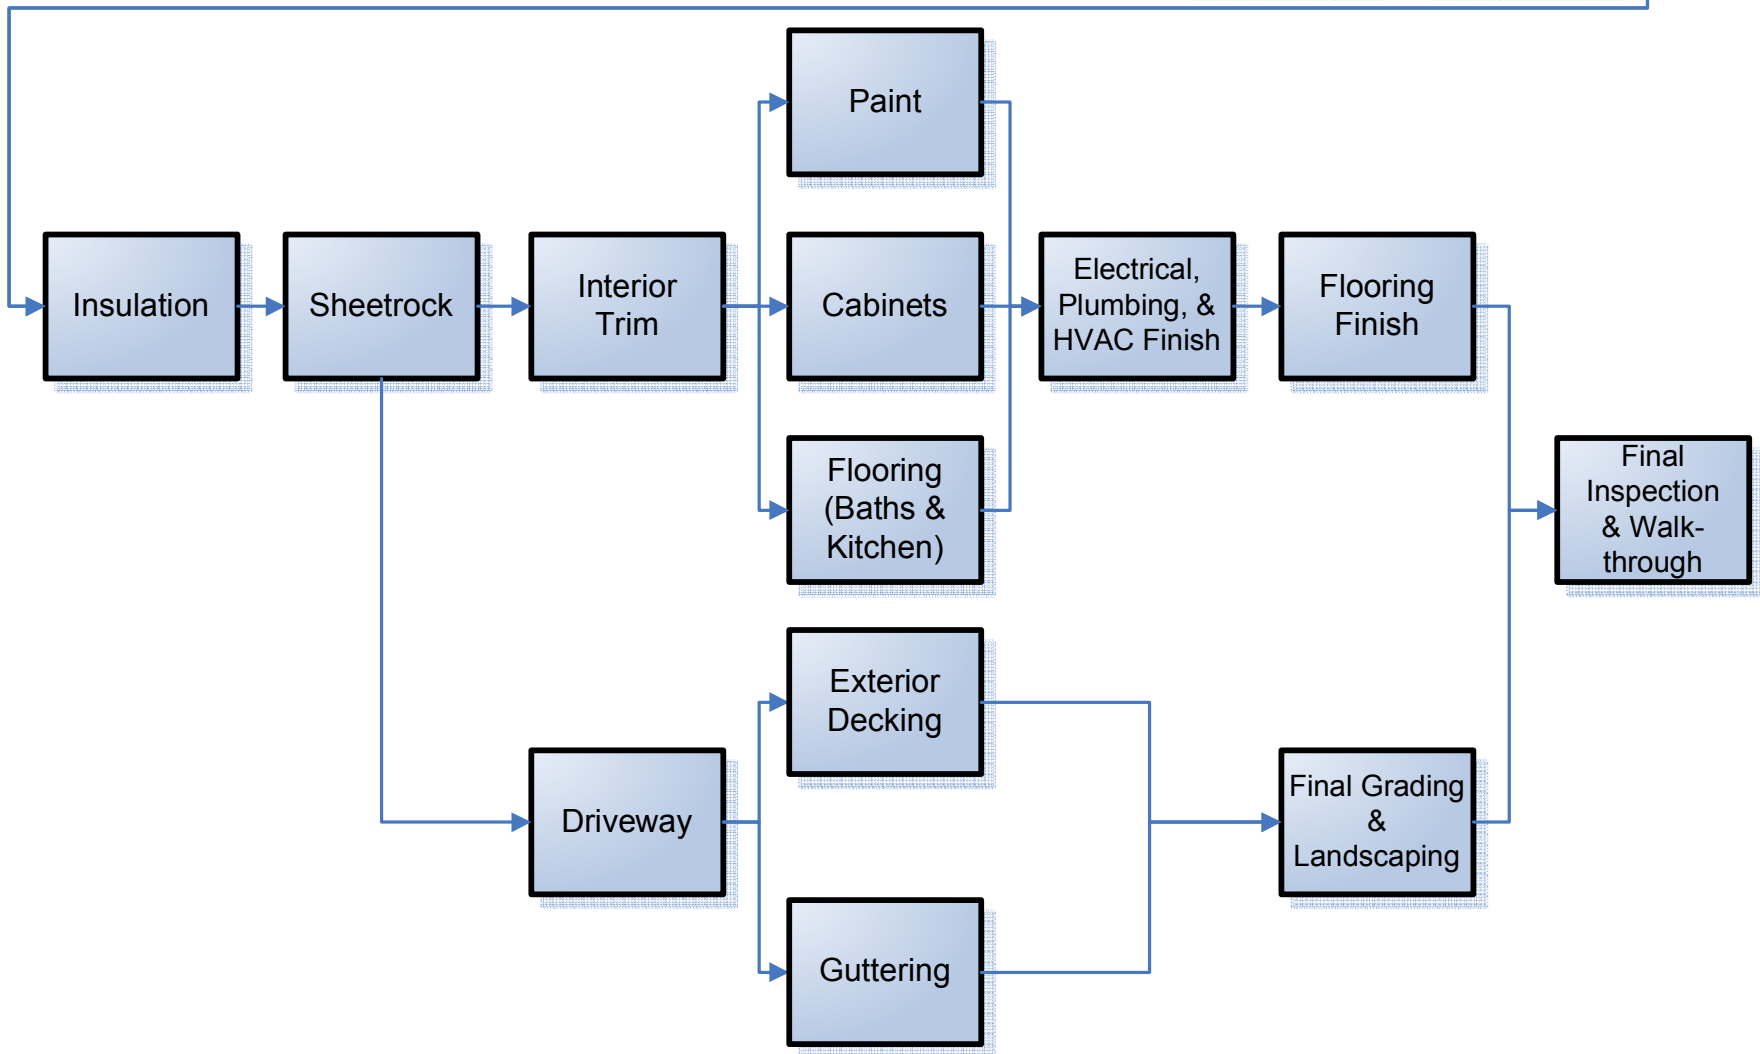 Paint
Insulation
Sheetrock
Interior
Trim
Cabinets
Electrical,
Plumbing, &
HVAC Finish
Flooring
Finish
Flooring
(Baths &
Kitchen)
Final
Inspection
& Walk-
through
Exterior
Decking
Driveway
Final Grading
&
Landscaping
Guttering